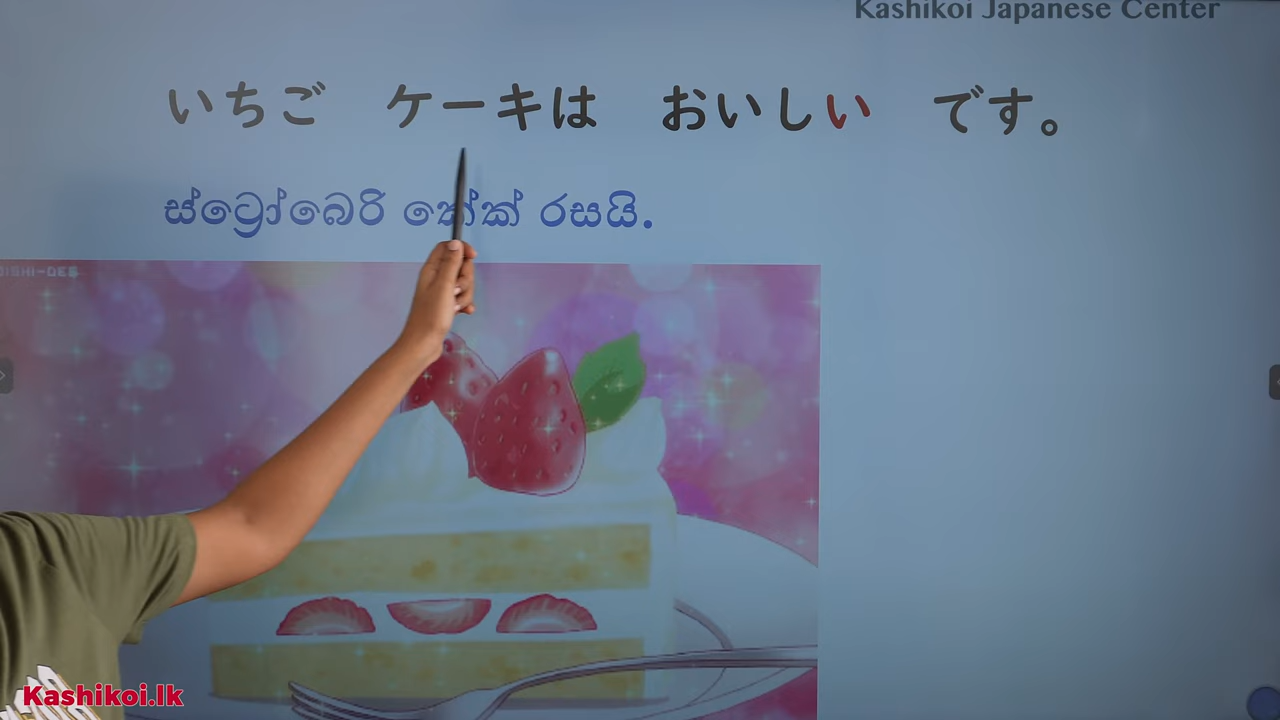 Kashikoi Japanese Center
いちご ケーキは おいしい です。
ස්ට්‍රෝබෙරි කේක් රසයි.
Kashikoi.lk